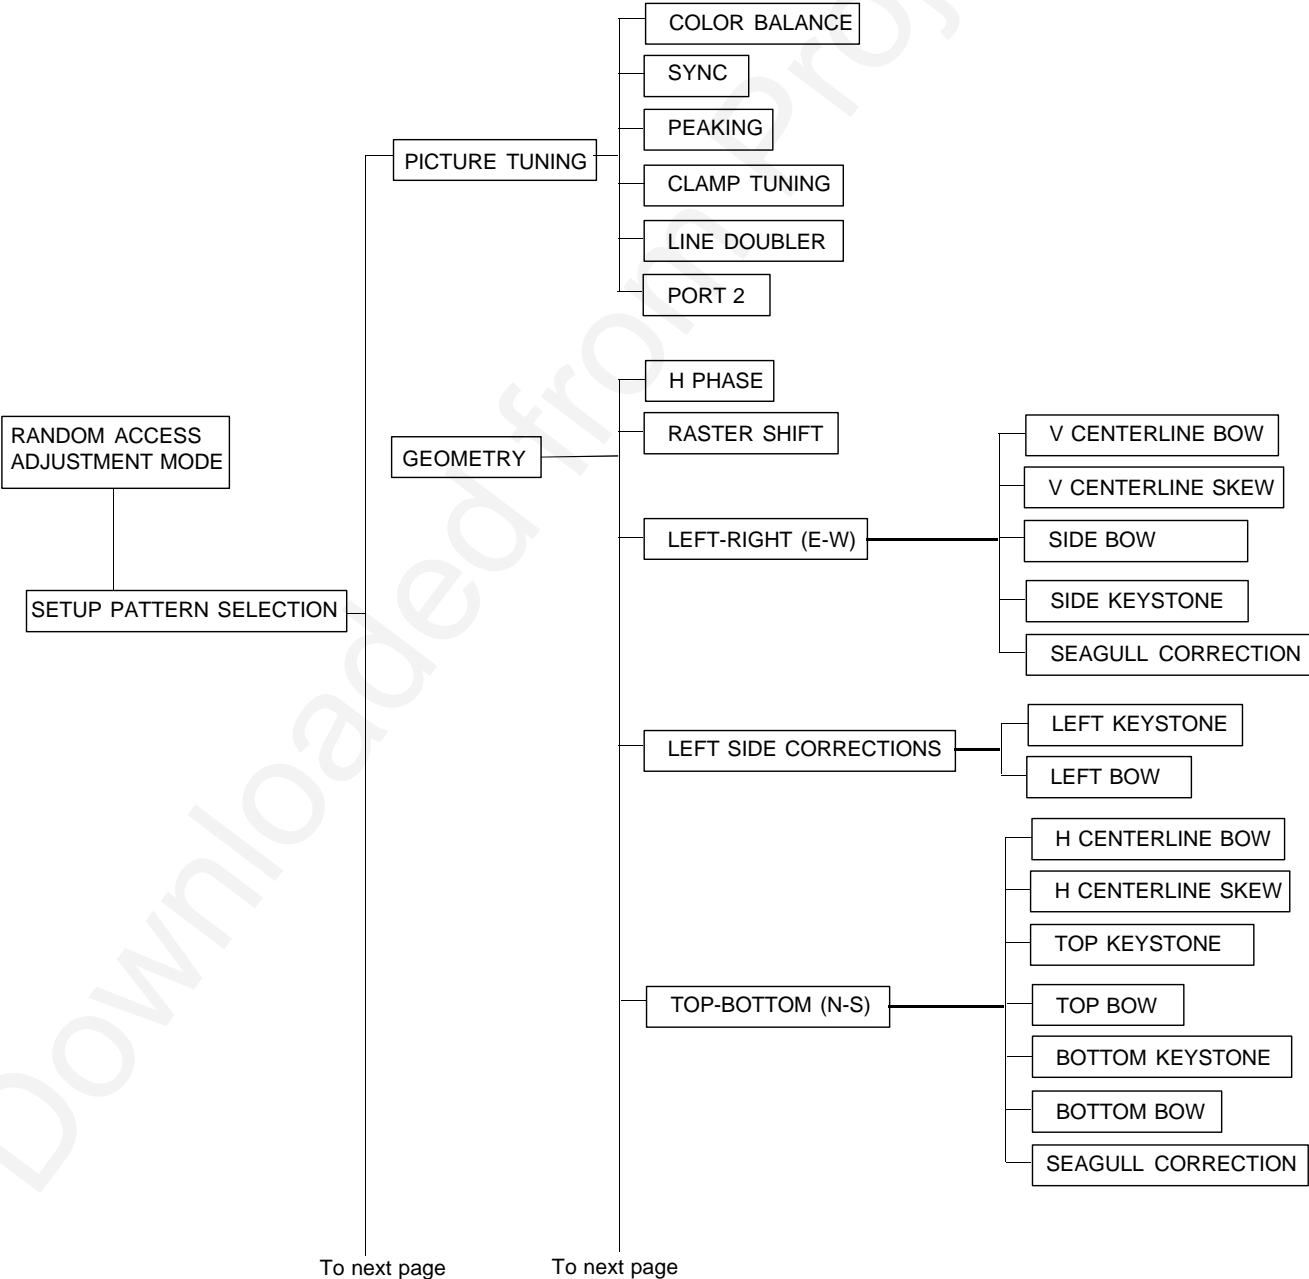 COLOR BALANCE
SYNC
PEAKING
PICTURE TUNING
CLAMP TUNING
LINE DOUBLER
PORT 2
H PHASE
RANDOM ACCESS
ADJUSTMENT MODE
GEOMETRY
RASTER SHIFT
V CENTERLINE BOW
V CENTERLINE SKEW
LEFT-RIGHT (E-W)
SIDE BOW
SETUP PATTERN SELECTION
SIDE KEYSTONE
SEAGULL CORRECTION
LEFT SIDE CORRECTIONS
LEFT KEYSTONE
LEFT BOW
H CENTERLINE BOW
H CENTERLINE SKEW
TOP KEYSTONE
TOP-BOTTOM (N-S)
TOP BOW
BOTTOM KEYSTONE
BOTTOM BOW
SEAGULL CORRECTION
To next page
To next page
Downloaded from Proj